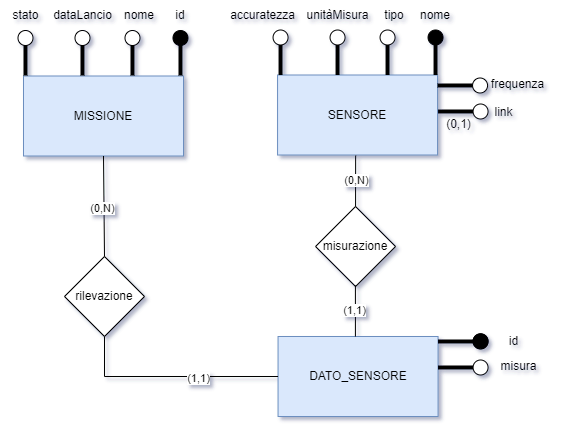 stato dataLancio nome id
accuratezza unitàMisura tipo nome
MISSIONE
SENSORE
frequenza
link
(0,1)
(0,N)
(0,N)
misurazione
rilevazione
(1,1)
id
DATO_SENSORE
misura
(1,1)